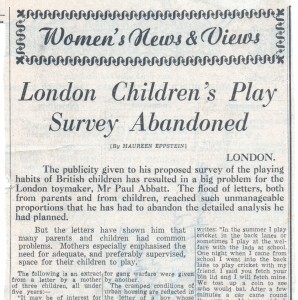 Women's News & Views
London Children's Play
Survey Abandoned
[By MAUREEN EPPSTEIN]
LONDON.
The publicity given to his proposed survey of the playing
habits of British children has resulted in a big problem for the
London toymaker, Mr Paul Abbatt. The flood of letters, both
from parents and from children, reached such unmanageable
proportions that he has had to abandon the detailed analysis he
had planned.
But the letters have shown him
that many parents and children had common
problems. Mothers especially emphasised the
need for adequate, and preferably supervised,
space for their children to play.
The following is an extract
from a letter by a mother
of three children, all under
five years:—
"It may be of interest for
for gang warfare were given
by another.
The cramped conditions of
urban housing are
letter of a boy
writes: "In the summer I play
cricket in the back lanes or
sometimes I play at the wel-
fare with the lads at school.
One night when I came from
school, I went into the back
lane to play cricket with my
friend. I said you fetch your
bat and I will fetch mine.
We tost up a coin to see
who would bat. After a few
minutes a car came round